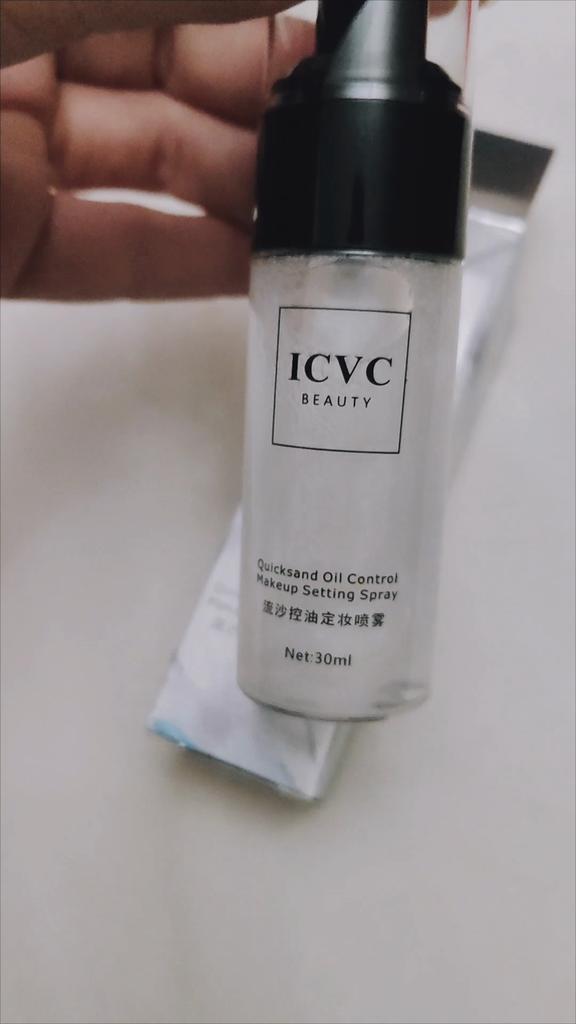 ICVC
BEAUTY
Quicksand Oil Control
Makeup Setting Spray
流沙控油定妆喷雾
Net:30ml